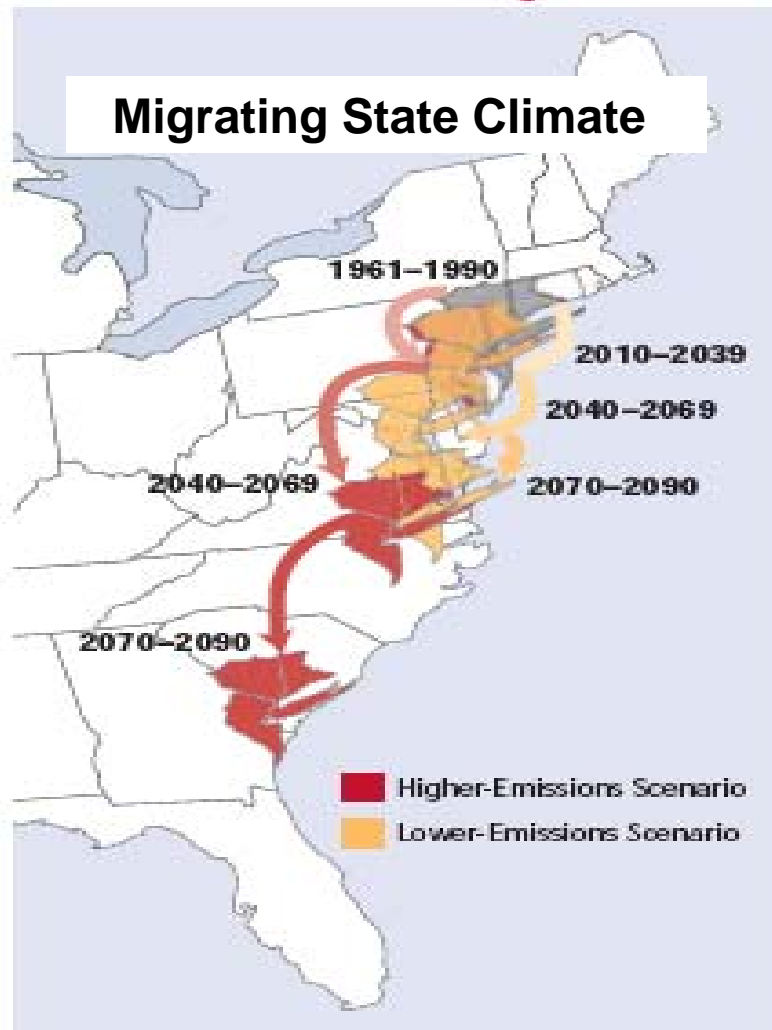 Migrating State Climate
1961–1990
2010–2039
2040–2069
2040–2069
2070–2090
2070–2090
Higher-Emissions Scenario
Lower-Emissions Scenario